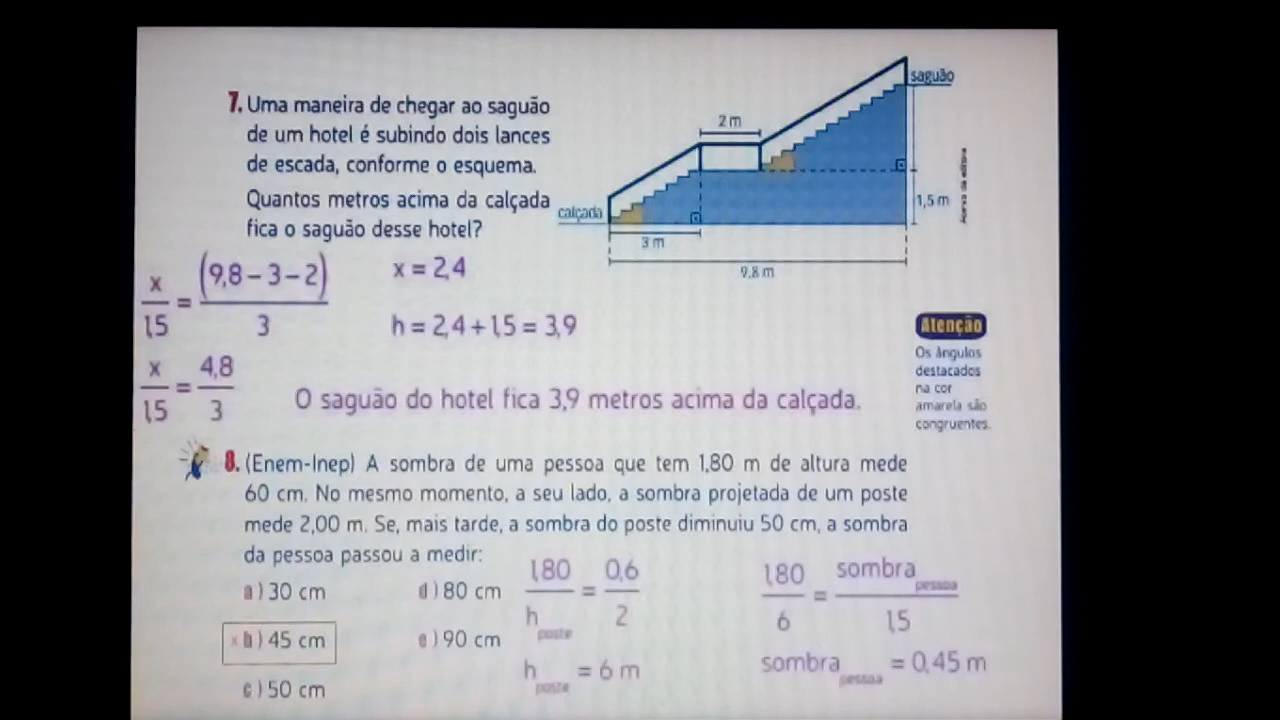 7. Uma maneira de chegar ao saguão
de um hotel é subindo dois lances
de escada, conforme o esquema.
Quantos metros acima da calçada
fica o saguão desse hotel?
saguão
2 m
calçada
1,5 m
3 m
9,8 m
Acervo da editora
x/1,5 = (9,8 – 3 – 2)/3
x = 2,4
h = 2,4 + 1,5 = 3,9
x/1,5 = 4,8/3
O saguão do hotel fica 3,9 metros acima da calçada.
Atenção
Os ângulos
destacados
na cor
amarela são
congruentes.
8. (Enem-Inep) A sombra de uma pessoa que tem 1,80 m de altura mede
60 cm. No mesmo momento, a seu lado, a sombra projetada de um poste
mede 2,00 m. Se, mais tarde, a sombra do poste diminuiu 50 cm, a sombra
da pessoa passou a medir:
a) 30 cm
x b) 45 cm
c) 50 cm
d) 80 cm
e) 90 cm
1,80/h poste = 0,6/2
h poste = 6 m
1,80/6 = sombra pessoa/1,5
sombra pessoa = 0,45 m